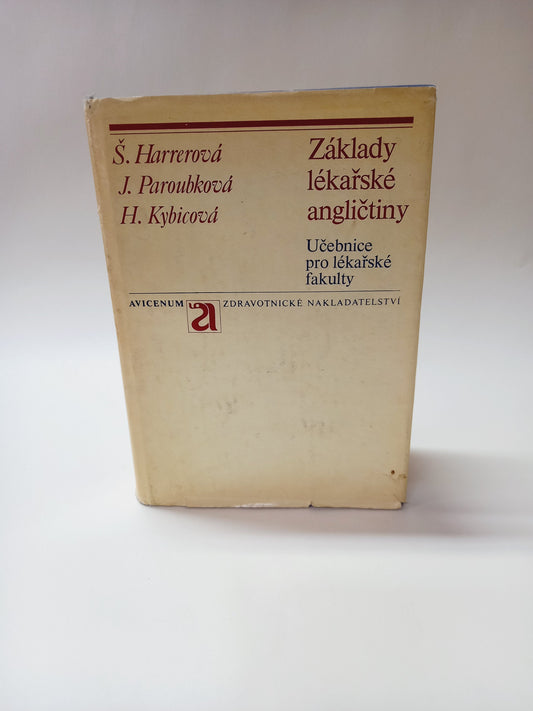 Š. Harrerová
J. Paroubková
H. Kybicová
Základy
lékařské
angličtiny
Učebnice
pro lékařské
fakulty
AVICENUM ZDRAVOTNICKÉ NAKLADATELSTVÍ